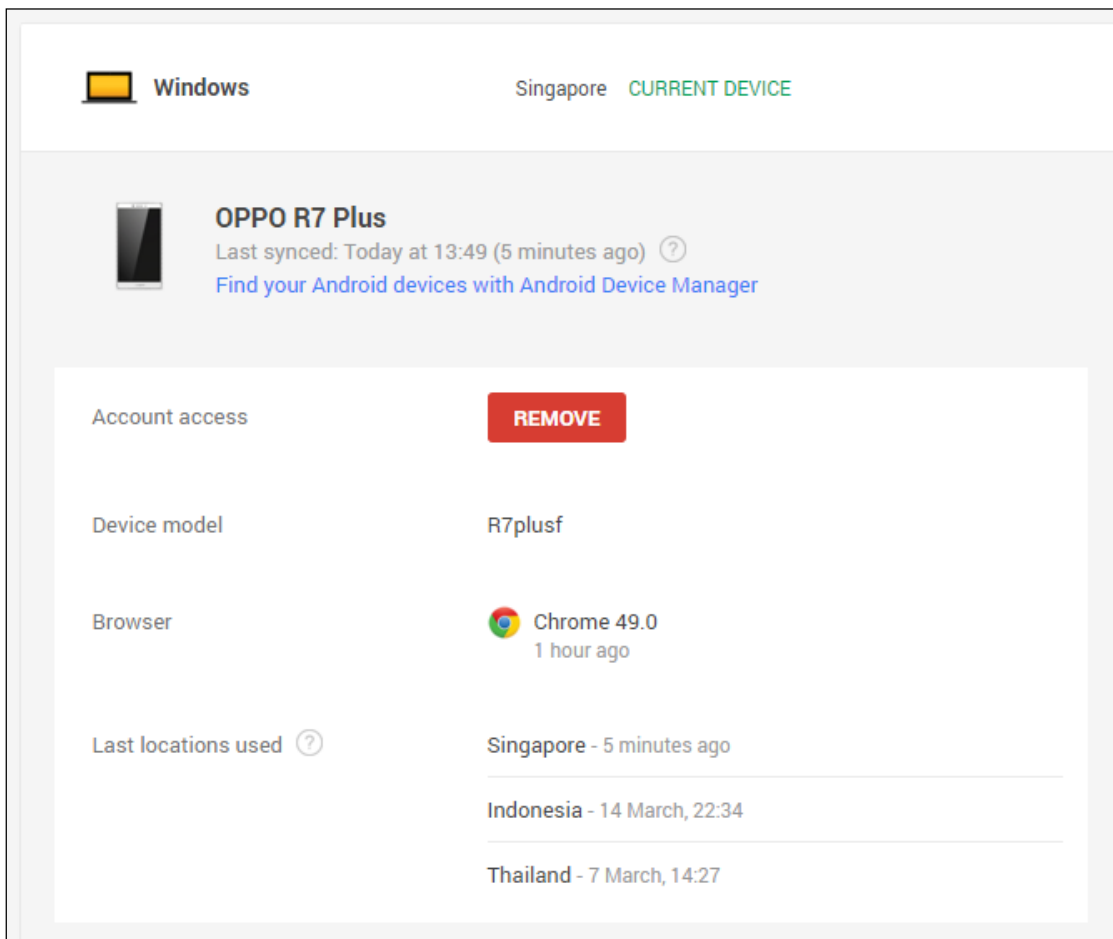 Windows Singapore CURRENT DEVICE
OPPO R7 Plus
Last synced: Today at 13:49 (5 minutes ago) ?
Find your Android devices with Android Device Manager
Account access REMOVE
Device model R7plusf
Browser Chrome 49.0
1 hour ago
Last locations used ? Singapore - 5 minutes ago
Indonesia - 14 March, 22:34
Thailand - 7 March, 14:27